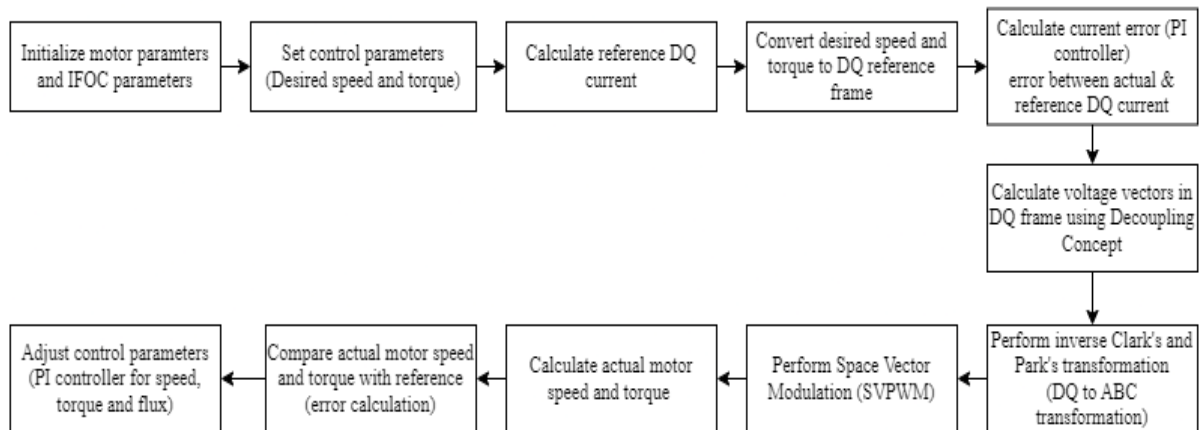 Initialize motor paramters
and IFOC parameters
Set control parameters
(Desired speed and torque)
Calculate reference DQ
current
Convert desired speed and
torque to DQ reference
frame
Calculate current error (PI
controller)
error between actual &
reference DQ current
Calculate voltage vectors in
DQ frame using Decoupling
Concept
Perform inverse Clark's and
Park's transformation
(DQ to ABC
transformation)
Perform Space Vector
Modulation (SVPWM)
Calculate actual motor
speed and torque
Compare actual motor speed
and torque with reference
(error calculation)
Adjust control parameters
(PI controller for speed,
torque and flux)